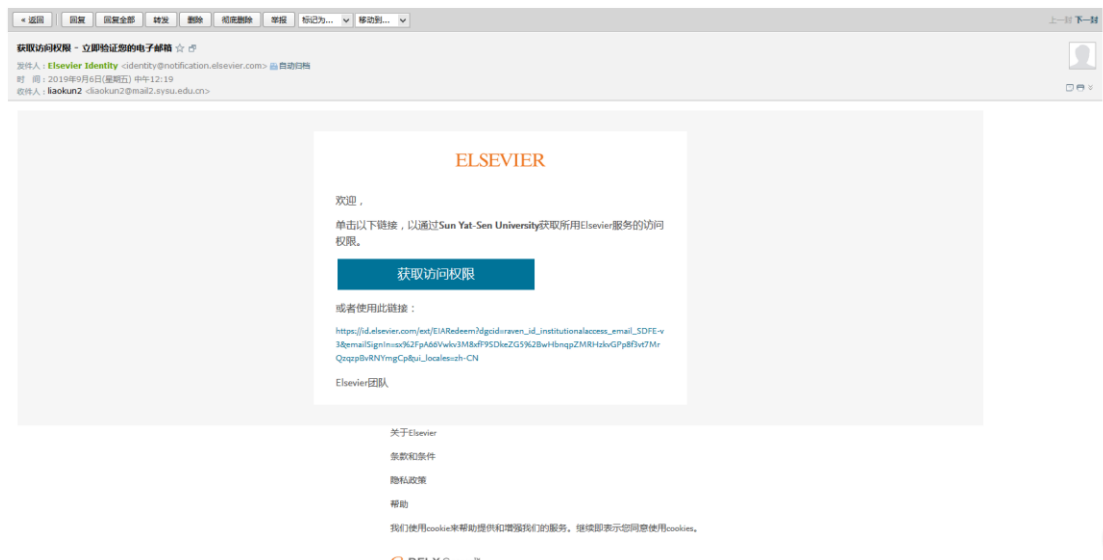 « 返回 回复 回复全部 转发 删除 彻底删除 举报 标记为... 移动到... 上一封 下一封
获取访问权限 - 立即验证您的电子邮箱
发件人：Elsevier Identity <identity@notification.elsevier.com> 自动归档
时 间：2019年9月6日(星期五) 中午12:19
收件人：liaokun2 <liaokun2@mail2.sysu.edu.cn>
ELSEVIER
欢迎，
单击以下链接，以通过Sun Yat-Sen University获取所用Elsevier服务的访问
权限。
获取访问权限
或者使用此链接：
https://id.elsevier.com/ext/EIARedeem?dgcid=raven_id_institutionalaccess_email_SDFE-v
3&emailSignIn=sx%2FpA66Vwkv3M8xfF9SDkeZG5%2BwHbnqpZMRHzkvGPp8f3vt7Mr
QzqzpBvRNYmgCp&ui_locales=zh-CN
Elsevier团队
关于Elsevier
条款和条件
隐私政策
帮助
我们使用cookie来帮助提供和增强我们的服务。继续即表示您同意使用cookies。